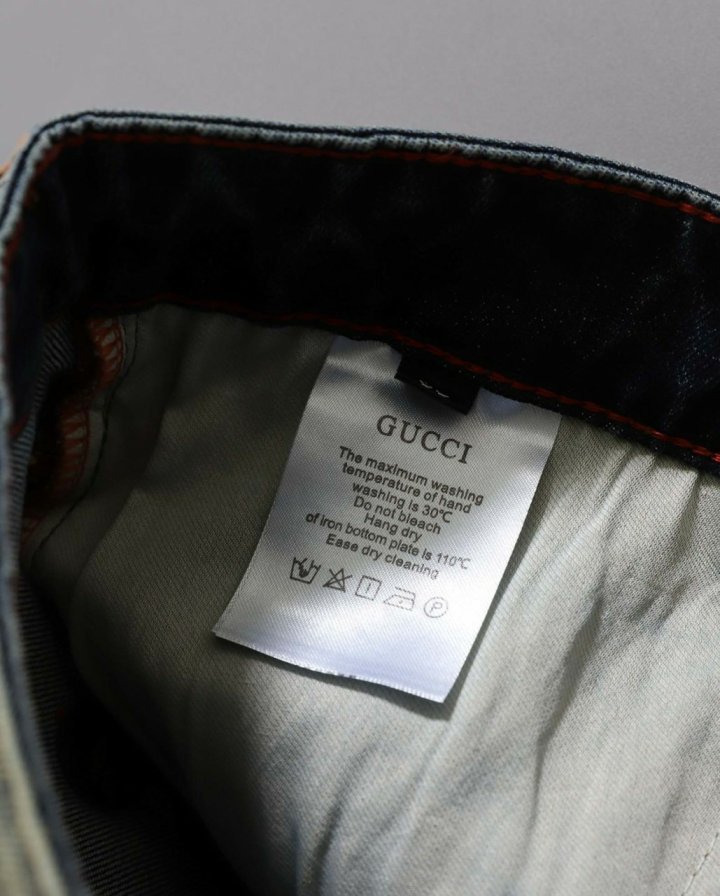 GUCCI
The maximum washing
temperature of hand
washing is 30℃
Do not bleach
Hang dry
of iron bottom plate is 110℃
Ease dry cleaning
P